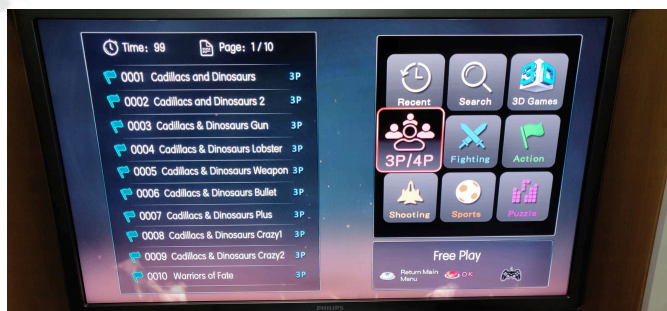 Time: 99 Page: 1/10
0001 Cadillacs and Dinosaurs 3P
0002 Cadillacs and Dinosaurs 2 3P
0003 Cadillacs & Dinosaurs Gun 3P
0004 Cadillacs & Dinosaurs Lobster 3P
0005 Cadillacs & Dinosaurs Weapon 3P
0006 Cadillacs & Dinosaurs Bullet 3P
0007 Cadillacs & Dinosaurs Plus 3P
0008 Cadillacs & Dinosaurs Crazy1 3P
0009 Cadillacs & Dinosaurs Crazy2 3P
0010 Warriors of Fate 3P
3D
Recent Search 3D Games
3P/4P Fighting Action
Shooting Sports Puzzle
Free Play
Return Main Menu OK
PHILIPS